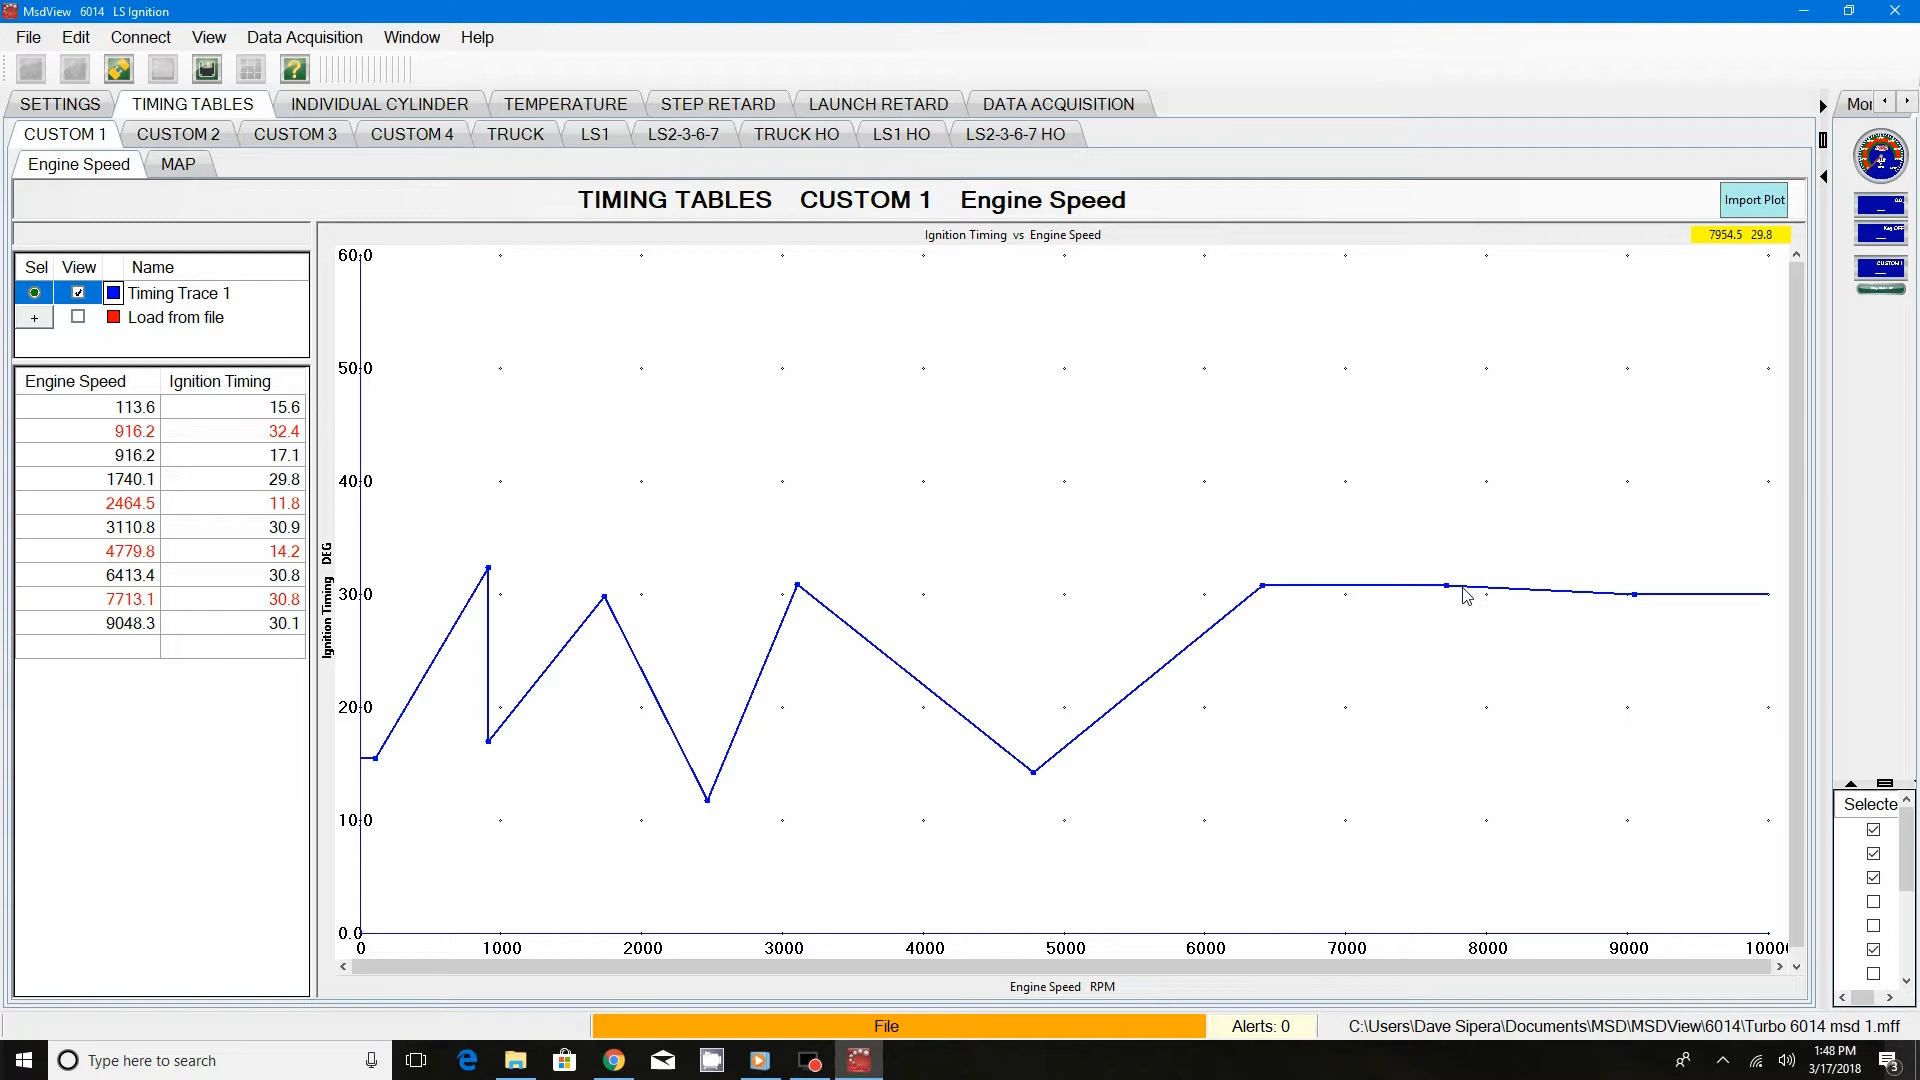 MsdView 6014 LS Ignition
File Edit Connect View Data Acquisition Window Help
SETTINGS TIMING TABLES INDIVIDUAL CYLINDER TEMPERATURE STEP RETARD LAUNCH RETARD DATA ACQUISITION
CUSTOM 1 CUSTOM 2 CUSTOM 3 CUSTOM 4 TRUCK LS1 LS2-3-6-7 TRUCK HO LS1 HO LS2-3-6-7 HO
Engine Speed MAP
TIMING TABLES CUSTOM 1 Engine Speed
Import Plot
Ignition Timing vs Engine Speed
7954.5 29.8
Sel View Name
Timing Trace 1
+ Load from file
Engine Speed Ignition Timing
113.6 15.6
916.2 32.4
916.2 17.1
1740.1 29.8
2464.5 11.8
3110.8 30.9
4779.8 14.2
6413.4 30.8
7713.1 30.8
9048.3 30.1
60.0
50.0
40.0
30.0
20.0
10.0
0.0
Ignition Timing DEG
0 1000 2000 3000 4000 5000 6000 7000 8000 9000 1000
Engine Speed RPM
Mor
CUSTOM 1
Selecte
File
Alerts: 0
C:\Users\Dave Sipera\Documents\MSD\MSDView\6014\Turbo 6014 msd 1.mff
Type here to search
1:48 PM
3/17/2018
3